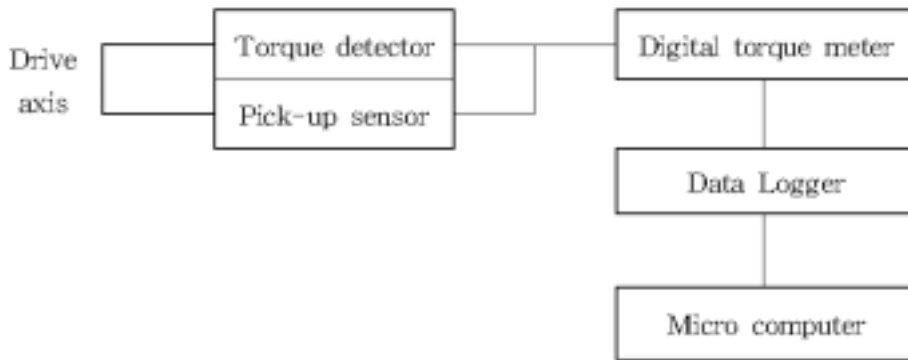 Drive
axis
Torque detector
Pick-up sensor
Digital torque meter
Data Logger
Micro computer